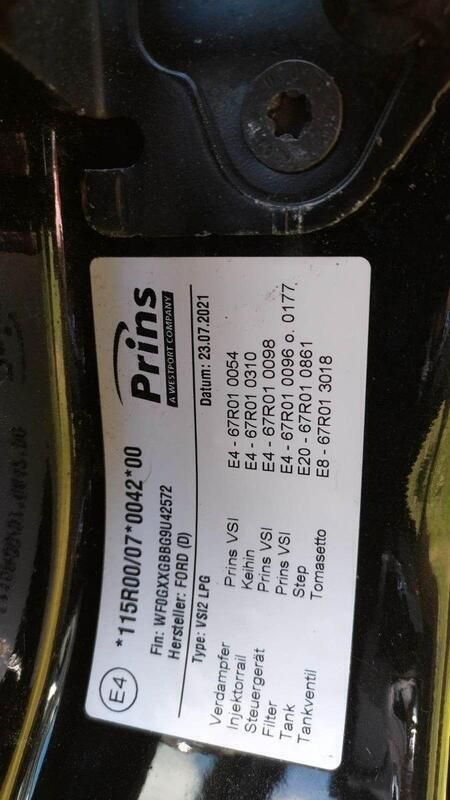 E4
*115R00/07*0042*00
Fin: WF0GXXGBBG9U42572
Hersteller: FORD (D)
Prins
A WESTPORT COMPANY
Type: VSI2 LPG
Datum: 23.07.2021
Verdampfer Prins VSI E4 - 67R01 0054
Injektorrail Keihin E4 - 67R01 0310
Steuergerät Prins VSI E4 - 67R01 0098
Filter Prins VSI E4 - 67R01 0096 o. 0177
Tank Step E20 - 67R01 0861
Tankventil Tomasetto E8 - 67R01 3018